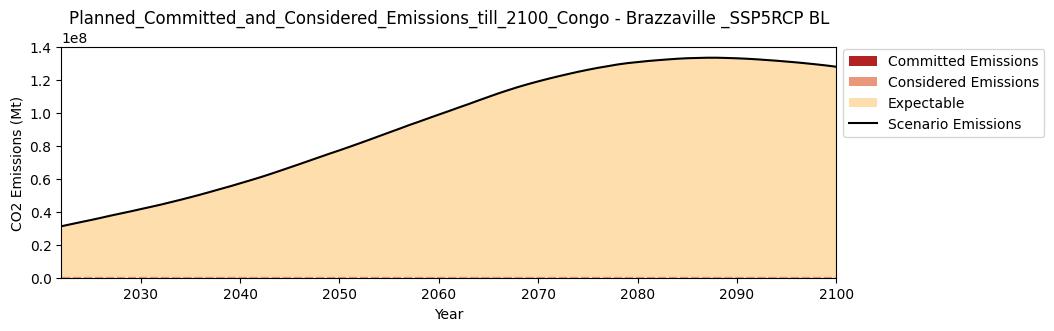 Planned_Committed_and_Considered_Emissions_till_2100_Congo - Brazzaville _SSP5RCP BL
1e8
1.4
1.2
1.0
0.8
0.6
0.4
0.2
0.0
CO2 Emissions (Mt)
2030 2040 2050 2060 2070 2080 2090 2100
Year
Committed Emissions
Considered Emissions
Expectable
Scenario Emissions